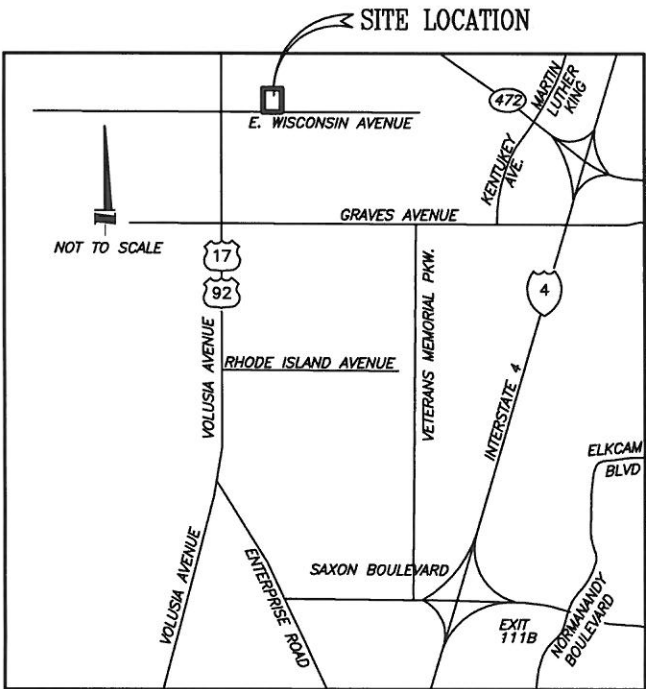 SITE LOCATION
472
MARTIN
LUTHER
KING
E. WISCONSIN AVENUE
KENTUKEY
AVE.
GRAVES AVENUE
NOT TO SCALE
17
92
4
VOLUSIA AVENUE
RHODE ISLAND AVENUE
VETERANS MEMORIAL PKW.
INTERSTATE 4
ELKCAM
BLVD
SAXON BOULEVARD
VOLUSIA AVENUE
ENTERPRISE ROAD
EXIT
111B
NORMANANDY
BOULEVARD